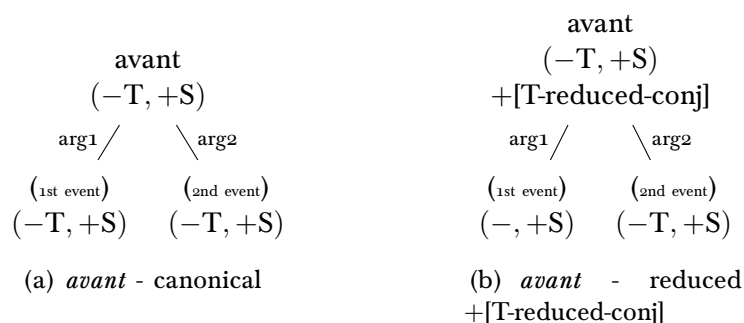 avant
(−T, +S)
arg1 arg2
(1st event) (2nd event)
(−T, +S) (−T, +S)
(a) avant - canonical
avant
(−T, +S)
+[T-reduced-conj]
arg1 arg2
(1st event) (2nd event)
(−, +S) (−T, +S)
(b) avant - reduced
+[T-reduced-conj]